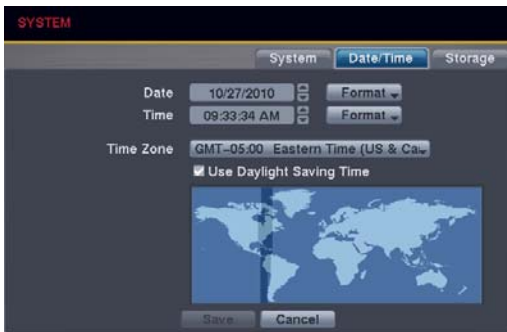 SYSTEM
System Date/Time Storage
Date 10/27/2010 Format
Time 09:33:34 AM Format
Time Zone GMT-05:00 Eastern Time (US & Ca
Use Daylight Saving Time
Save Cancel